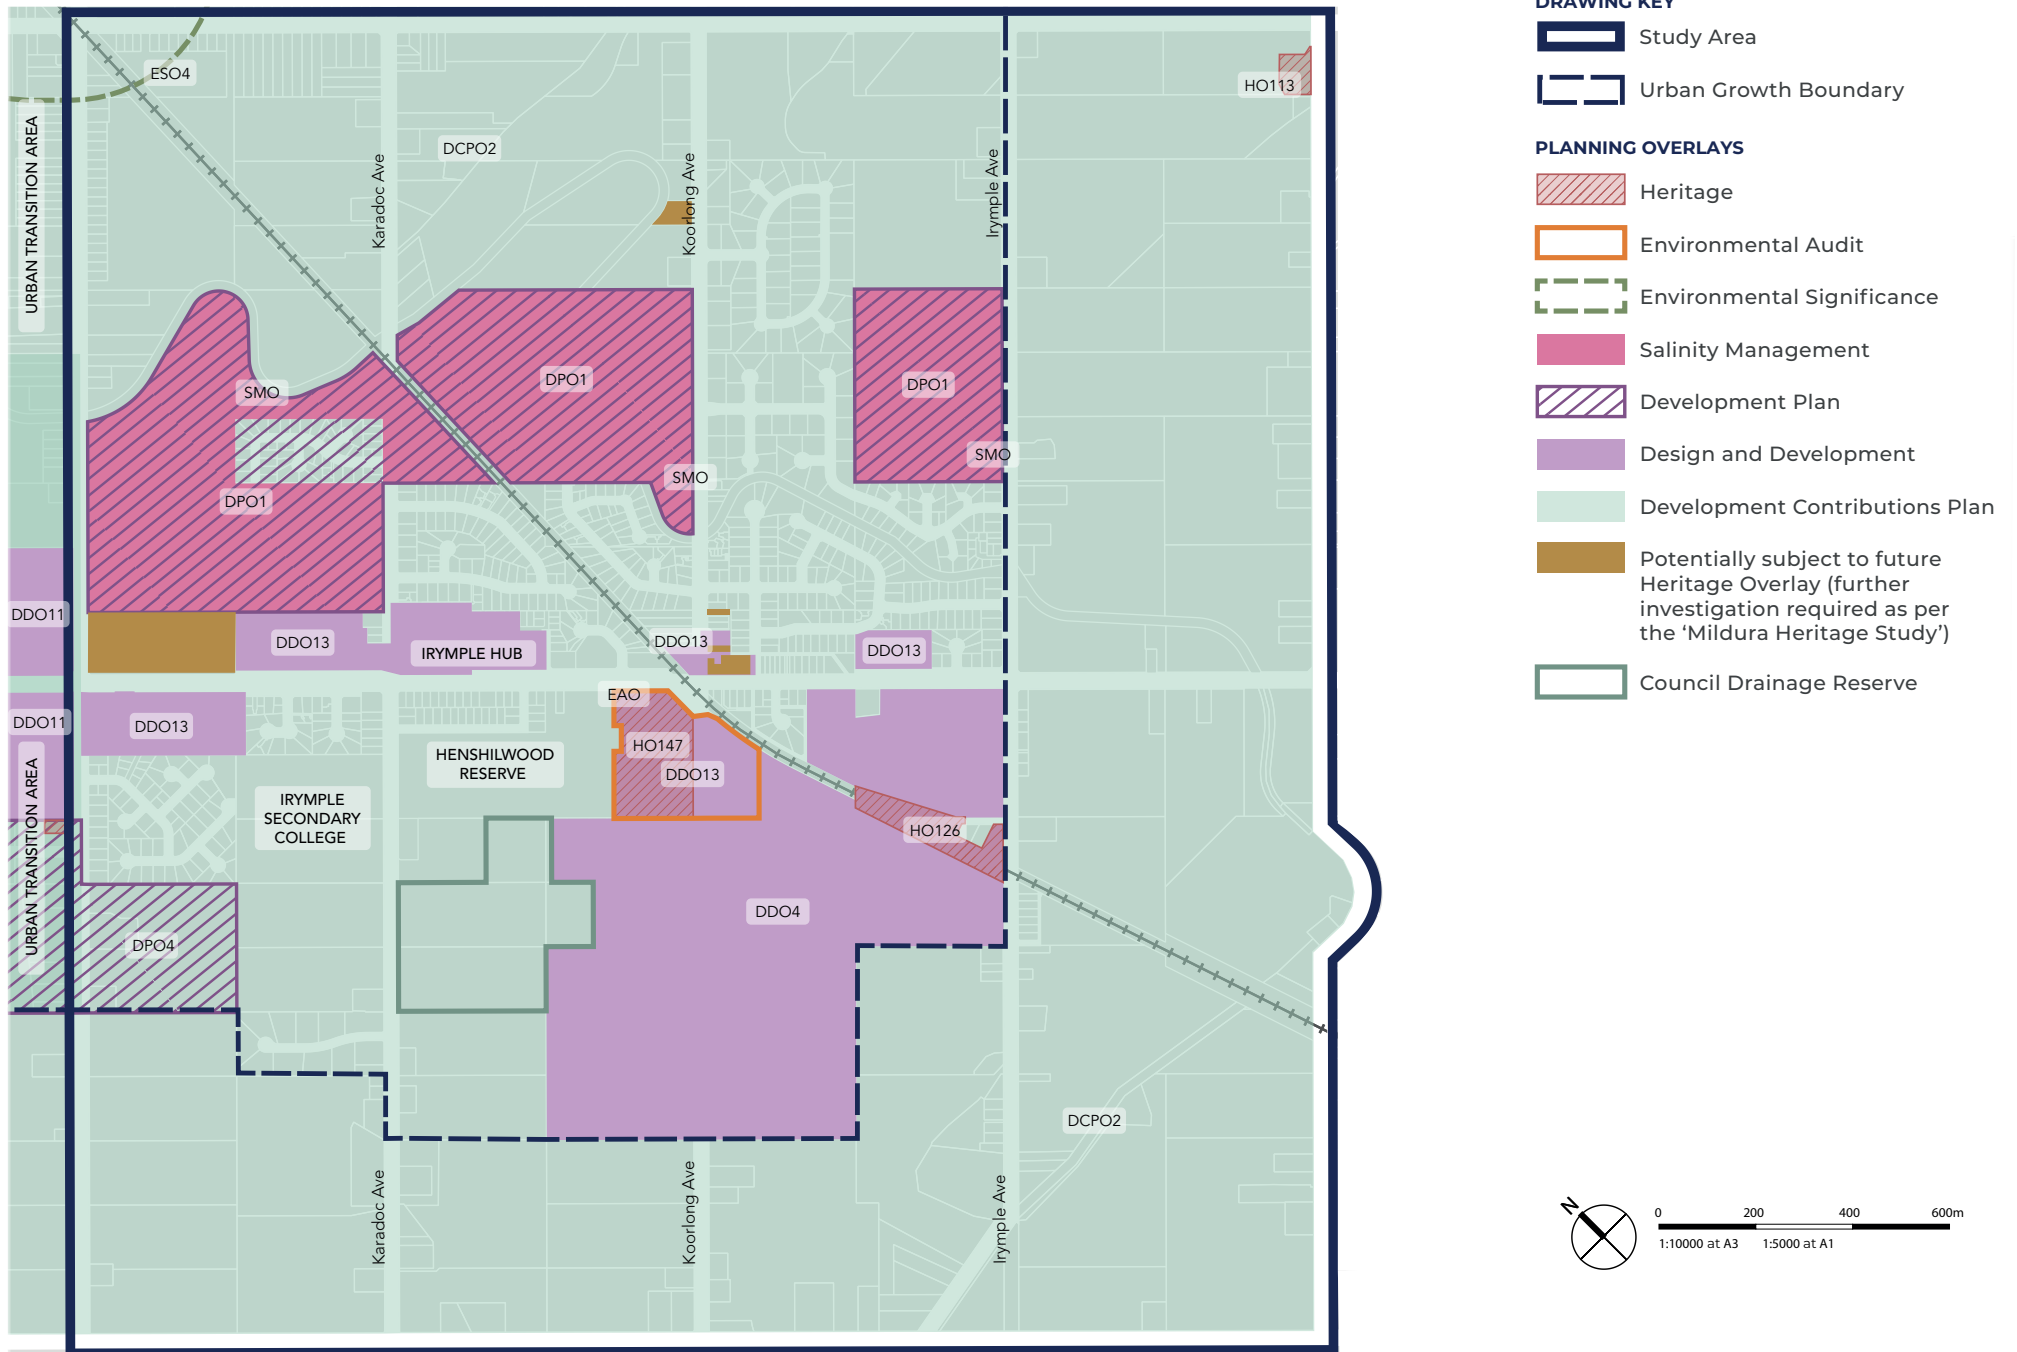 DRAWING KEY
Study Area
Urban Growth Boundary
PLANNING OVERLAYS
Heritage
Environmental Audit
Environmental Significance
Salinity Management
Development Plan
Design and Development
Development Contributions Plan
Potentially subject to future
Heritage Overlay (further
investigation required as per
the ‘Mildura Heritage Study’)
Council Drainage Reserve
N
0 200 400 600m
1:10000 at A3 1:5000 at A1
ESO4
HO113
URBAN TRANSITION AREA
DCPO2
Karadoc Ave
Koorlong Ave
Irymple Ave
SMO
DPO1
DPO1
SMO
SMO
DPO1
DDO11
DDO13
IRYMPLE HUB
DDO13
DDO13
EAO
DDO11
DDO13
HENSHILWOOD
RESERVE
HO147
DDO13
URBAN TRANSITION AREA
IRYMPLE
SECONDARY
COLLEGE
HO126
DDO4
DPO4
DCPO2
Karadoc Ave
Koorlong Ave
Irymple Ave